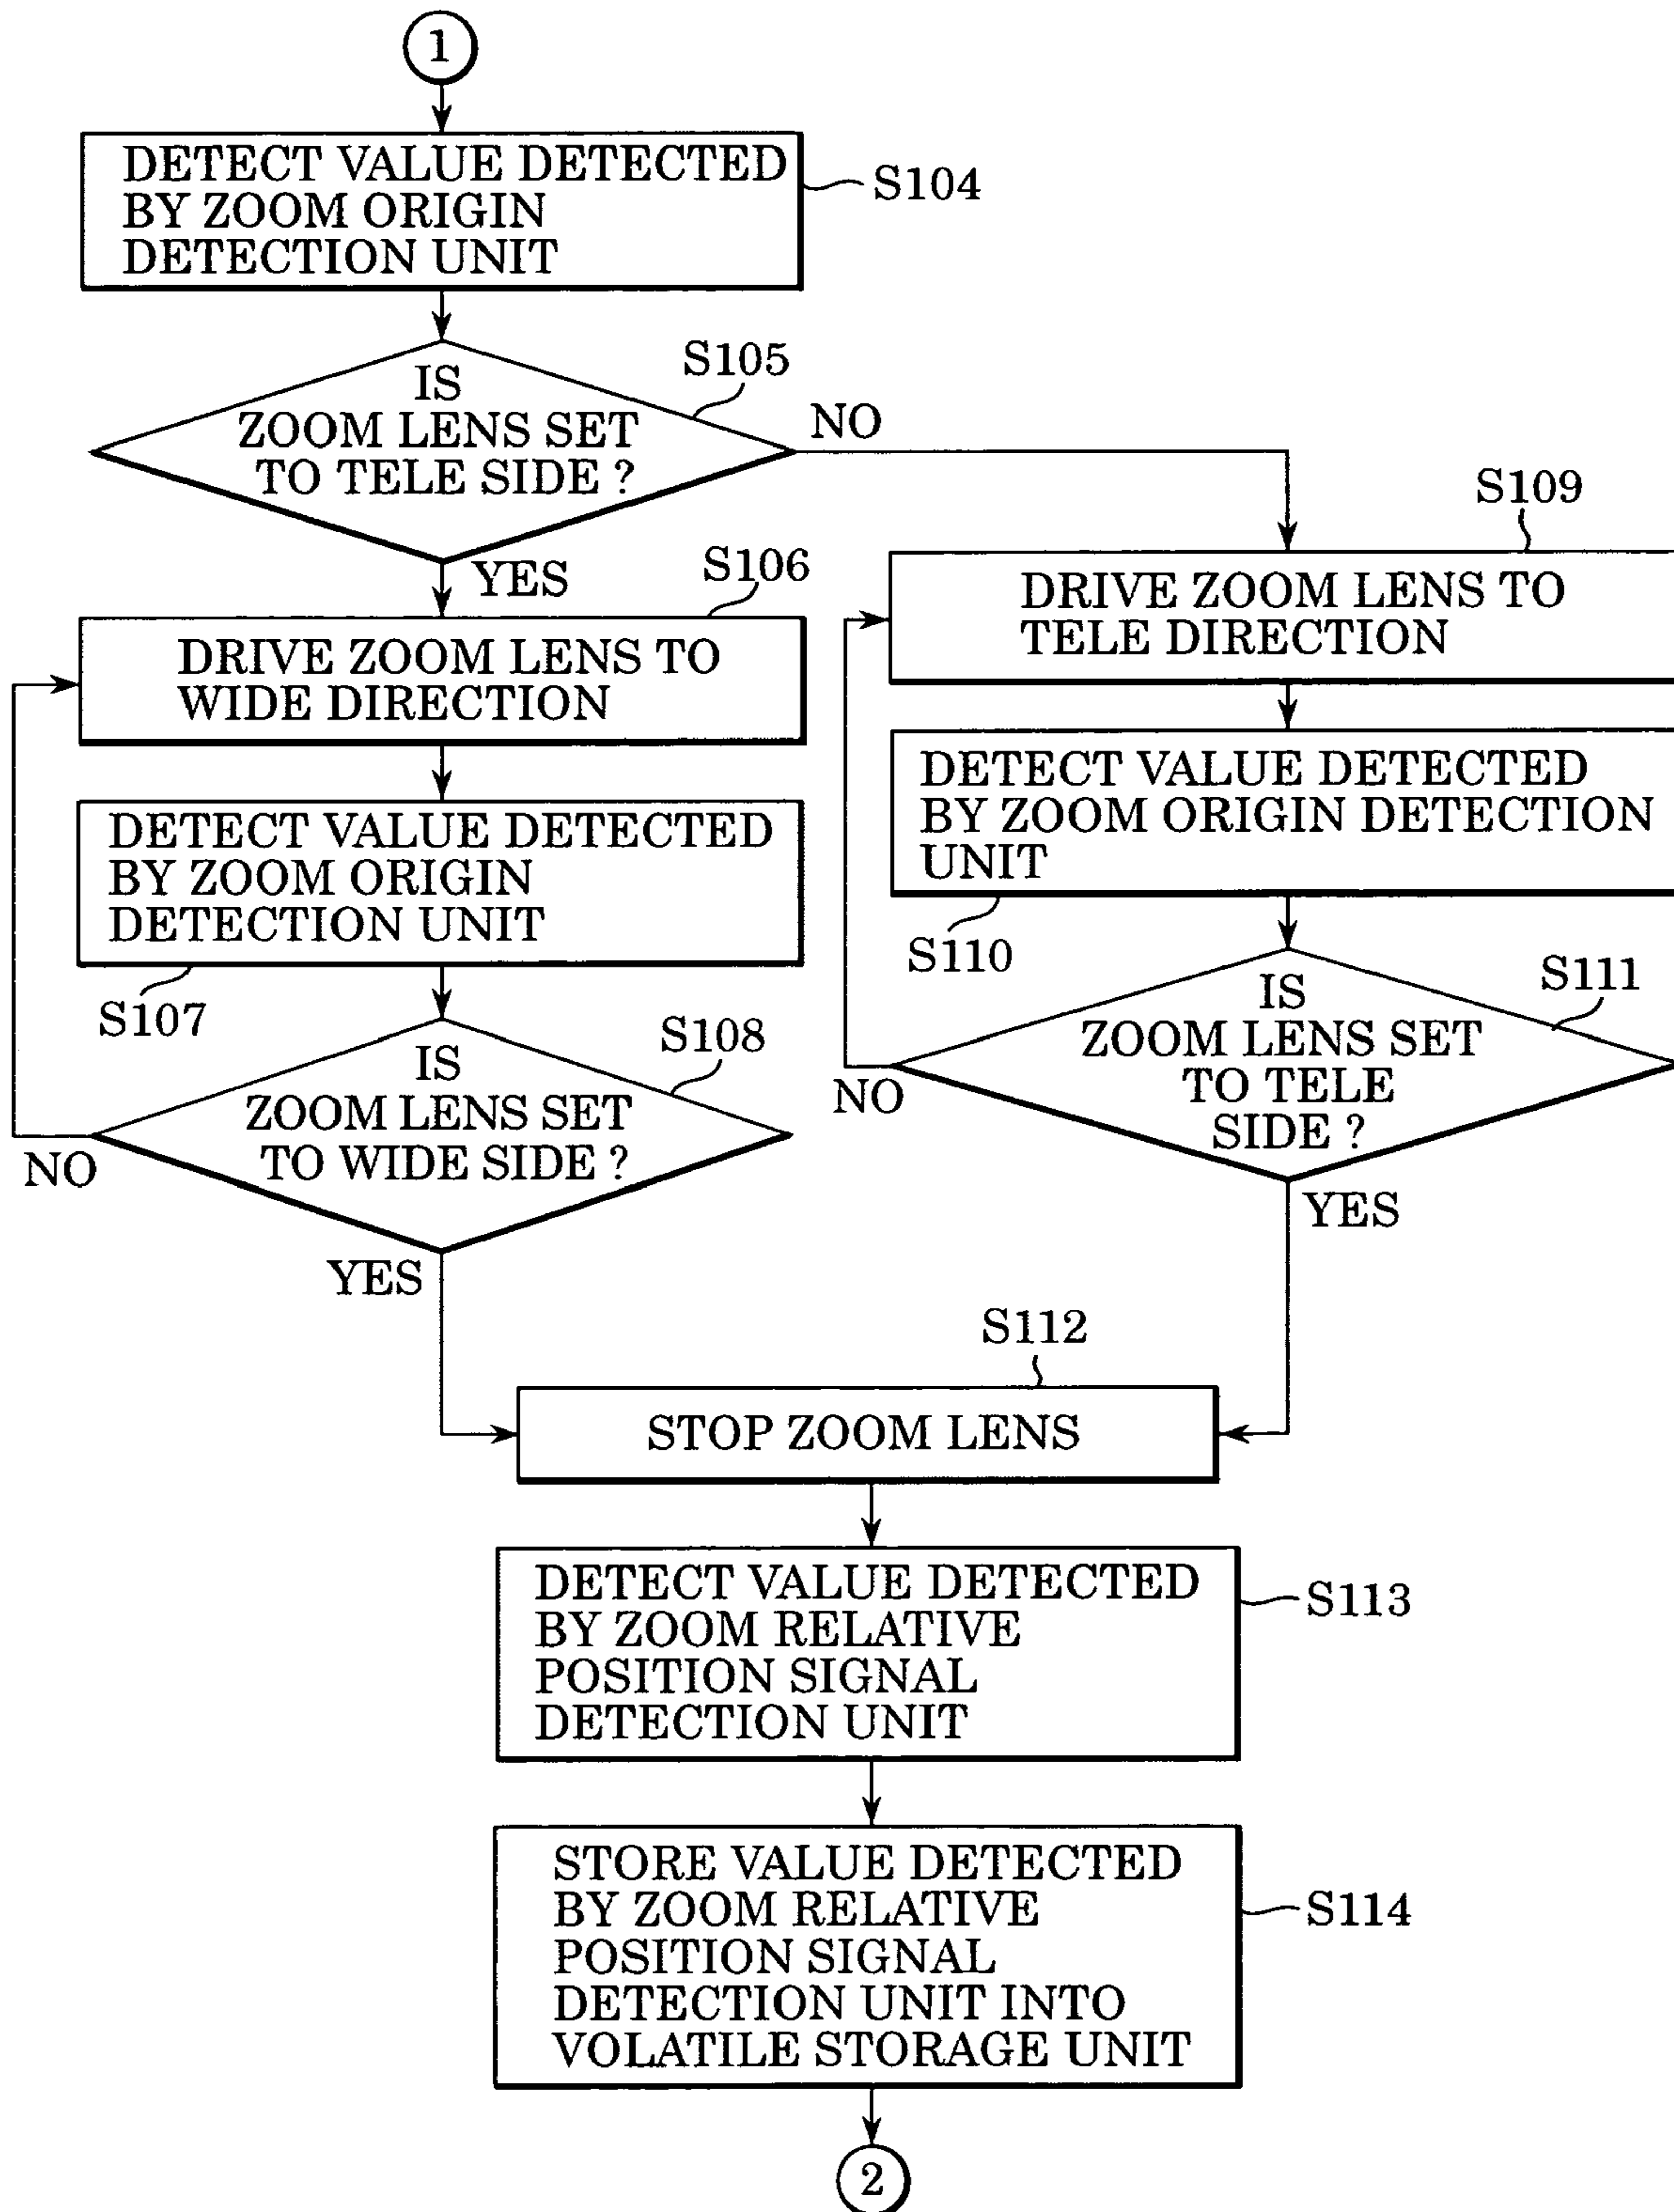 1
DETECT VALUE DETECTED
BY ZOOM ORIGIN
DETECTION UNIT
S104
IS
ZOOM LENS SET
TO TELE SIDE ?
S105
NO
YES
S106
DRIVE ZOOM LENS TO
WIDE DIRECTION
DETECT VALUE DETECTED
BY ZOOM ORIGIN
DETECTION UNIT
S107
IS
ZOOM LENS SET
TO WIDE SIDE ?
S108
NO
YES
S109
DRIVE ZOOM LENS TO
TELE DIRECTION
DETECT VALUE DETECTED
BY ZOOM ORIGIN DETECTION
UNIT
S110
IS
ZOOM LENS SET
TO TELE
SIDE ?
S111
NO
YES
S112
STOP ZOOM LENS
DETECT VALUE DETECTED
BY ZOOM RELATIVE
POSITION SIGNAL
DETECTION UNIT
S113
STORE VALUE DETECTED
BY ZOOM RELATIVE
POSITION SIGNAL
DETECTION UNIT INTO
VOLATILE STORAGE UNIT
S114
2